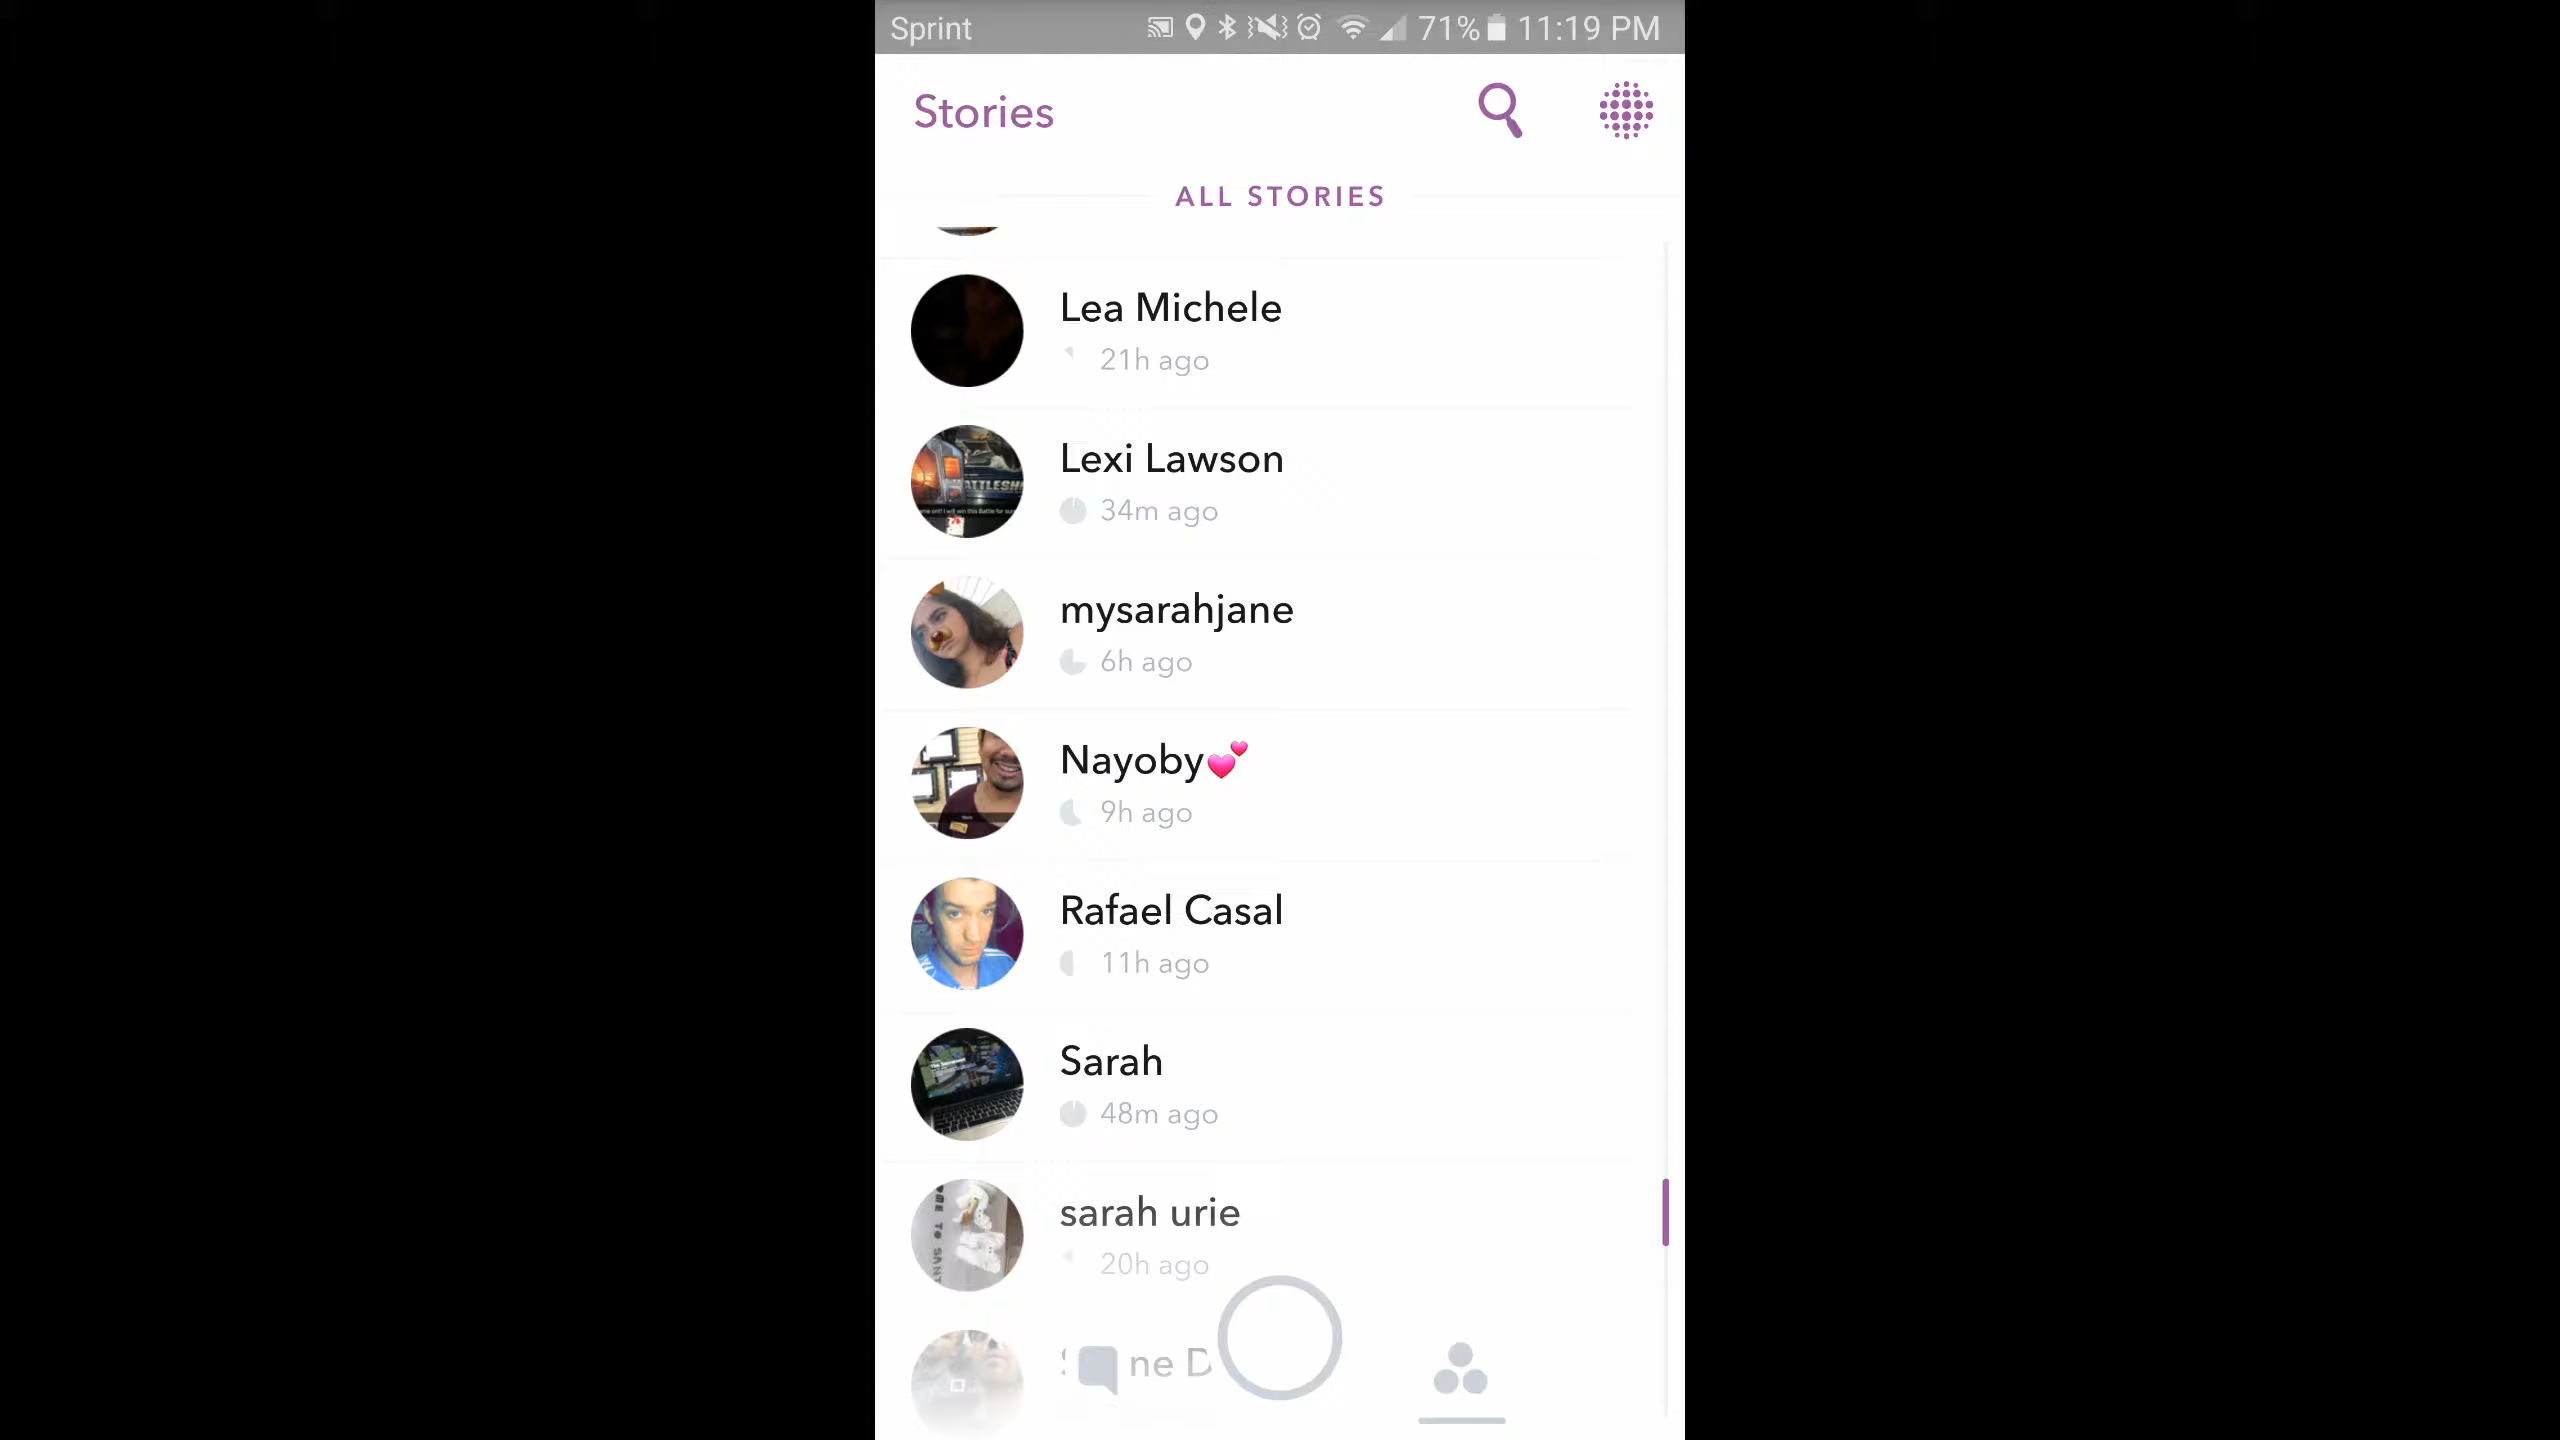 Sprint 71% 11:19 PM
Stories
ALL STORIES
Lea Michele
21h ago
Lexi Lawson
34m ago
mysarahjane
6h ago
Nayoby💕
9h ago
Rafael Casal
11h ago
Sarah
48m ago
sarah urie
20h ago